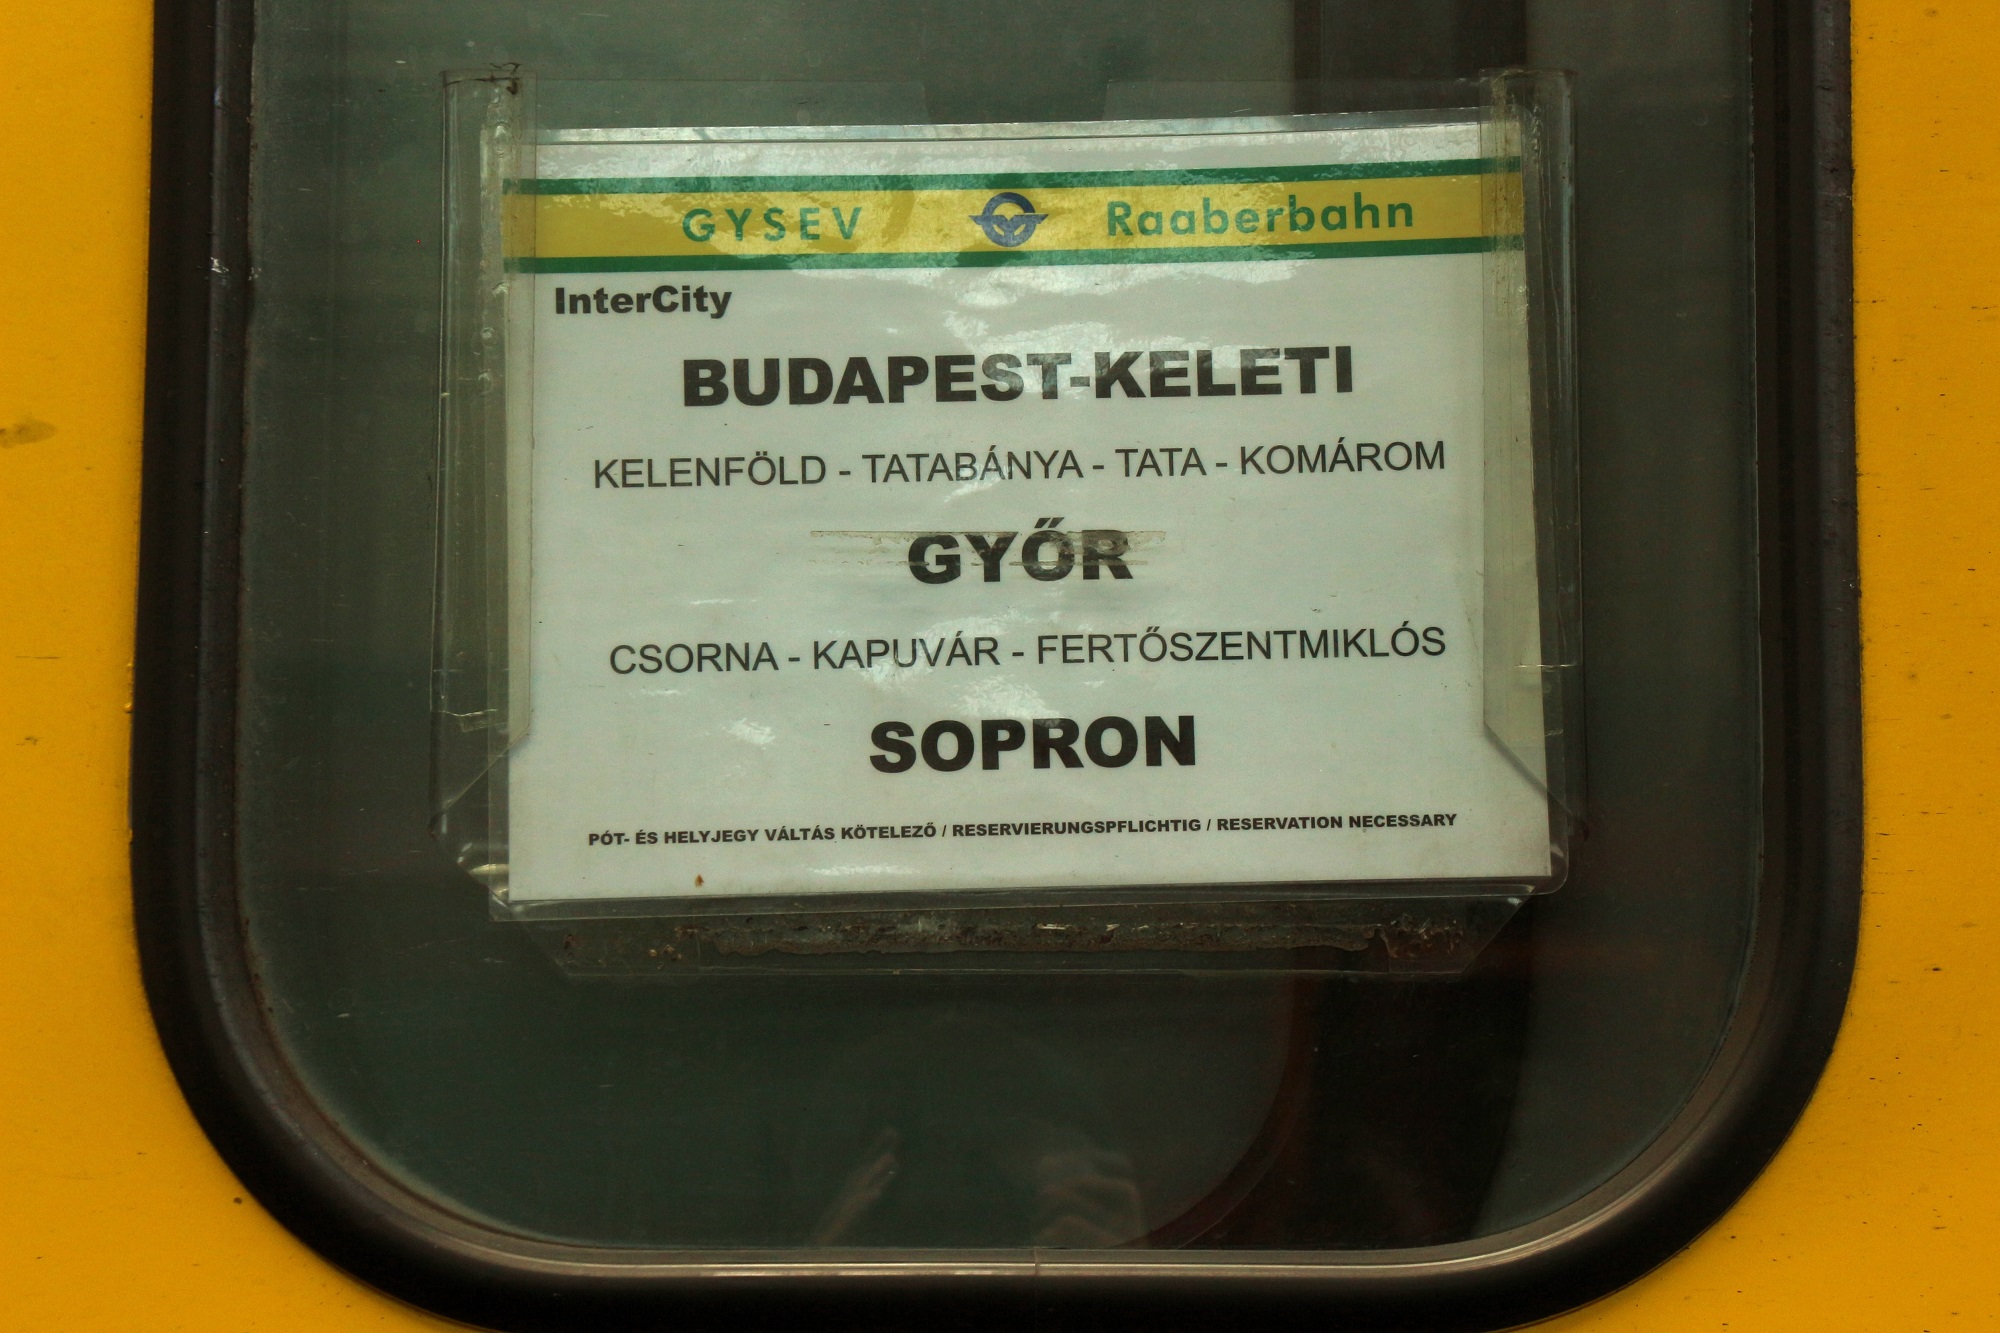 GYSEV Raaberbahn
InterCity
BUDAPEST-KELETI
KELENFÖLD - TATABÁNYA - TATA - KOMÁROM
GYŐR
CSORNA - KAPUVÁR - FERTŐSZENTMIKLÓS
SOPRON
PÓT- ÉS HELYJEGY VÁLTÁS KÖTELEZŐ / RESERVIERUNGSPFLICHTIG / RESERVATION NECESSARY